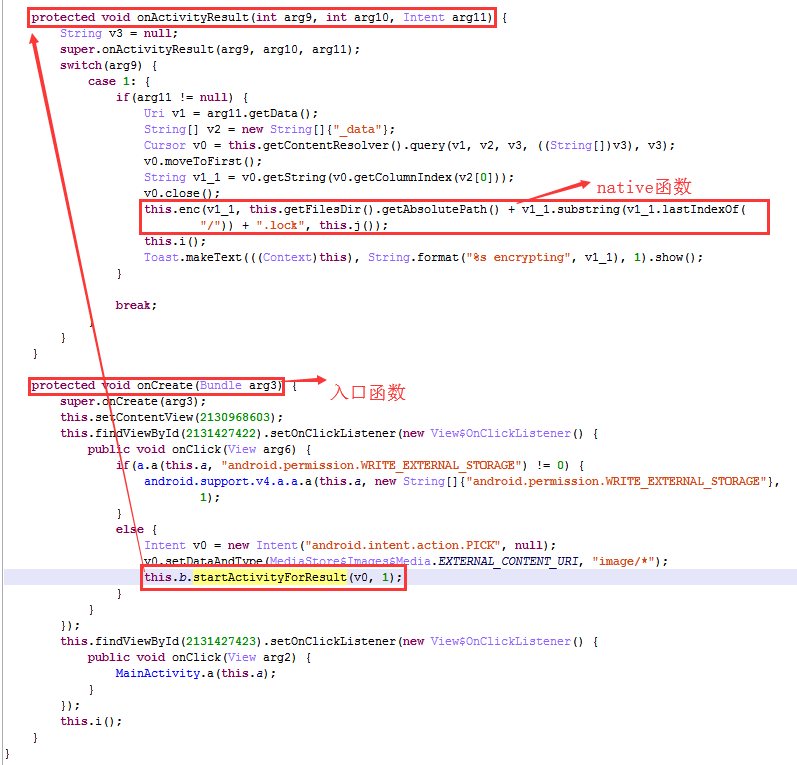 protected void onActivityResult(int arg9, int arg10, Intent arg11) {
String v3 = null;
super.onActivityResult(arg9, arg10, arg11);
switch(arg9) {
case 1: {
if(arg11 != null) {
Uri v1 = arg11.getData();
String[] v2 = new String[]{"_data"};
Cursor v0 = this.getContentResolver().query(v1, v2, v3, ((String[])v3), v3);
v0.moveToFirst();
String v1_1 = v0.getString(v0.getColumnIndex(v2[0]));
v0.close();
native函数
this.enc(v1_1, this.getFilesDir().getAbsolutePath() + v1_1.substring(v1_1.lastIndexOf(
"/")) + ".lock", this.j());
this.i();
Toast.makeText(((Context)this), String.format("%s encrypting", v1_1), 1).show();
}
break;
}
}
}
protected void onCreate(Bundle arg3) {
入口函数
super.onCreate(arg3);
this.setContentView(2130968603);
this.findViewById(2131427422).setOnClickListener(new View$OnClickListener() {
public void onClick(View arg6) {
if(a.a(this.a, "android.permission.WRITE_EXTERNAL_STORAGE") != 0) {
android.support.v4.a.a.a(this.a, new String[]{"android.permission.WRITE_EXTERNAL_STORAGE"},
1);
}
else {
Intent v0 = new Intent("android.intent.action.PICK", null);
v0.setDataAndType(MediaStore$Images$Media.EXTERNAL_CONTENT_URI, "image/*");
this.b.startActivityForResult(v0, 1);
}
}
});
this.findViewById(2131427423).setOnClickListener(new View$OnClickListener() {
public void onClick(View arg2) {
MainActivity.a(this.a);
}
});
this.i();
}
}